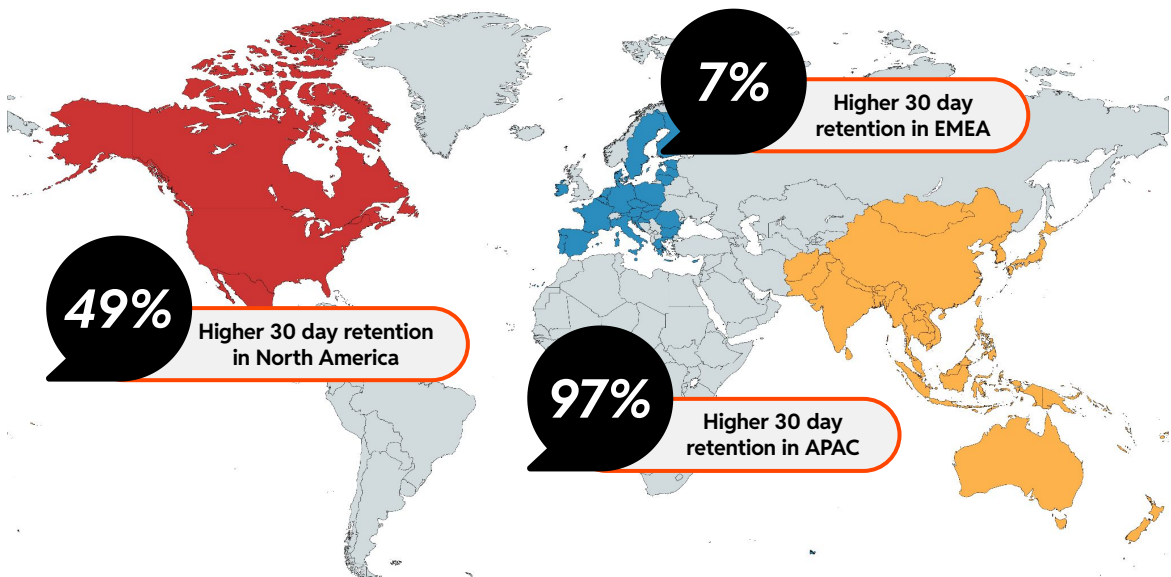 7%
Higher 30 day
retention in EMEA
49%
Higher 30 day retention
in North America
97%
Higher 30 day
retention in APAC